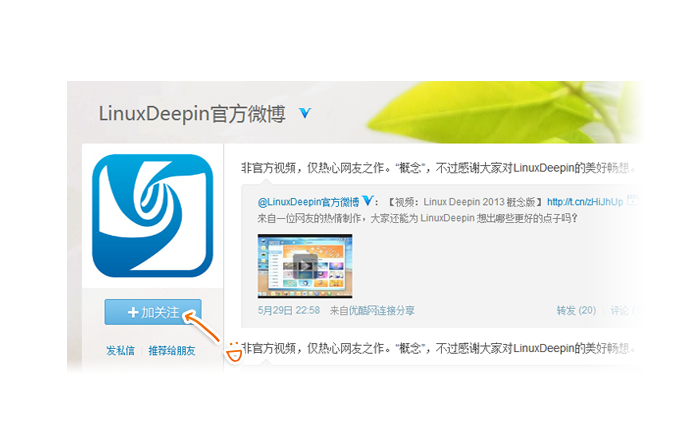 LinuxDeepin官方微博
非官方视频，仅热心网友之作。“概念”，不过感谢大家对LinuxDeepin的美好畅想。
@LinuxDeepin官方微博：【视频：Linux Deepin 2013 概念版】http://t.cn/zHiJhUp
来自一位网友的热情制作，大家还能为 LinuxDeepin 想出哪些更好的点子吗？
5月29日 22:58 来自优酷网连接分享 转发 (20) | 评论
加关注
发私信 | 推荐给朋友
非官方视频，仅热心网友之作。“概念”，不过感谢大家对LinuxDeepin的美好畅想。